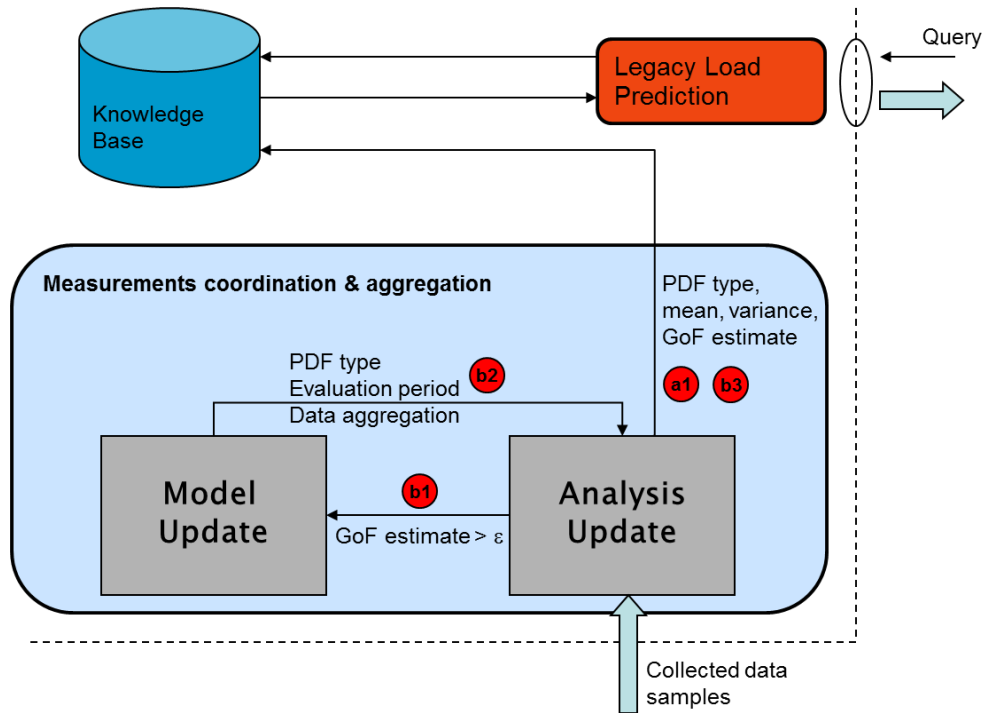 Query
Legacy Load
Prediction
Knowledge
Base
Measurements coordination & aggregation
PDF type,
mean, variance,
GoF estimate
a1
b3
PDF type
Evaluation period
Data aggregation
b2
Model
Update
b1
GoF estimate > ε
Analysis
Update
Collected data
samples